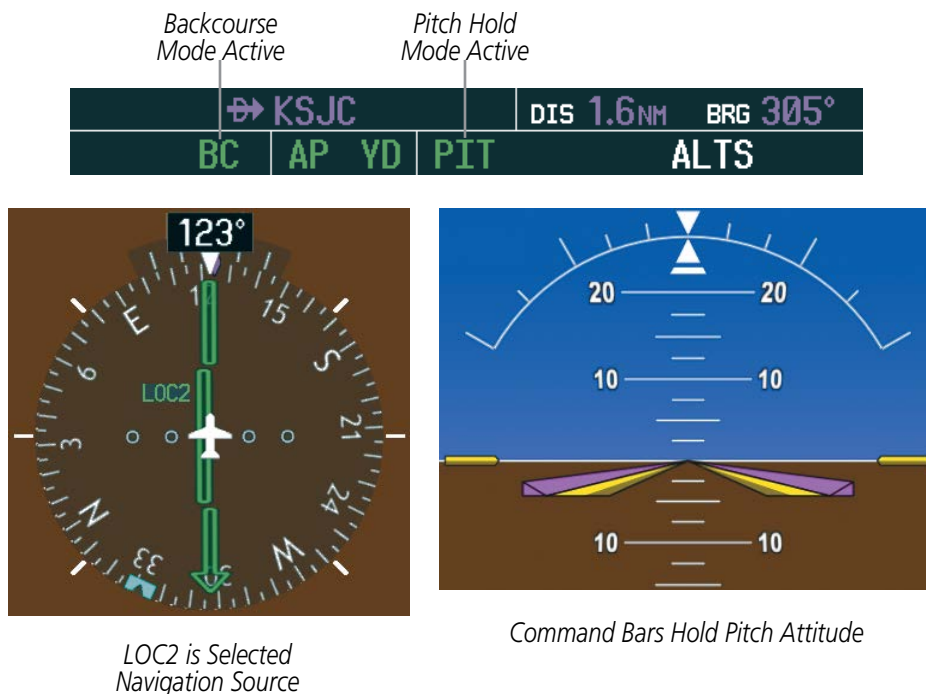 Backcourse
Mode Active
Pitch Hold
Mode Active
D KSJC DIS 1.6NM BRG 305°
BC AP YD PIT ALTS
123°
12 15 S 21 24 W 33 N 3 6 E
LOC2
20 20
10 10
10 10
LOC2 is Selected
Navigation Source
Command Bars Hold Pitch Attitude